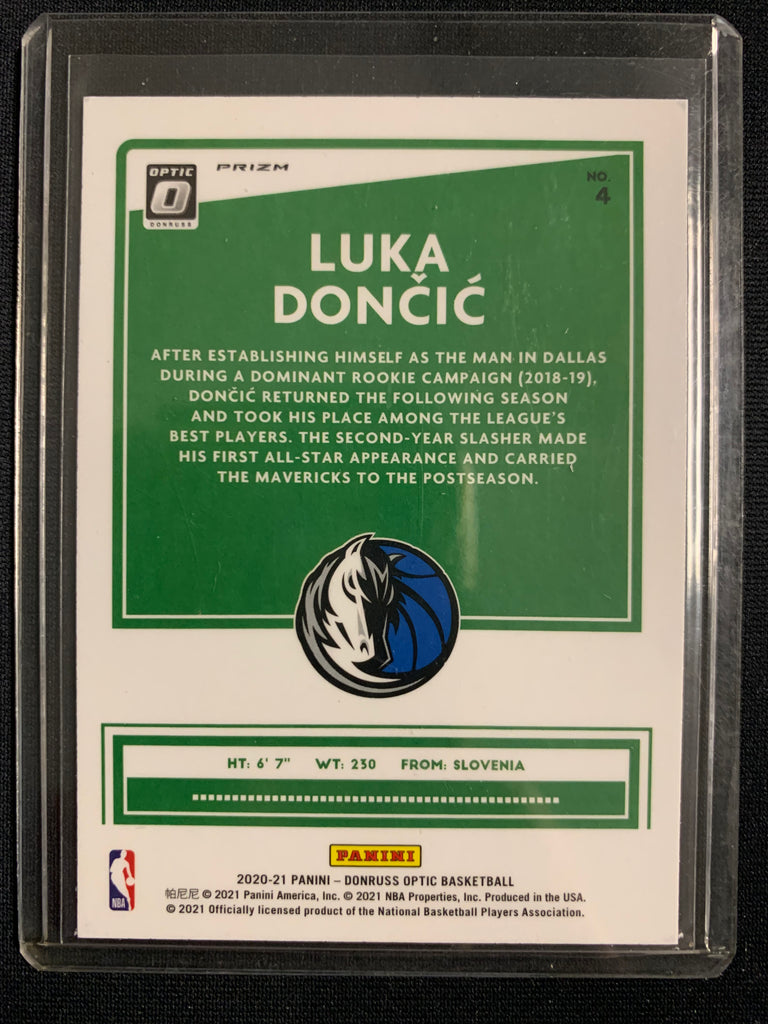 OPTIC
DONRUSS
PRIZM
NO.
4
LUKA
DONČIĆ
AFTER ESTABLISHING HIMSELF AS THE MAN IN DALLAS
DURING A DOMINANT ROOKIE CAMPAIGN (2018-19),
DONČIĆ RETURNED THE FOLLOWING SEASON
AND TOOK HIS PLACE AMONG THE LEAGUE'S
BEST PLAYERS. THE SECOND-YEAR SLASHER MADE
HIS FIRST ALL-STAR APPEARANCE AND CARRIED
THE MAVERICKS TO THE POSTSEASON.
HT: 6' 7" WT: 230 FROM: SLOVENIA
PANINI
NBA
2020-21 PANINI – DONRUSS OPTIC BASKETBALL
帕尼尼 © 2021 Panini America, Inc. © 2021 NBA Properties, Inc. Produced in the USA.
© 2021 Officially licensed product of the National Basketball Players Association.